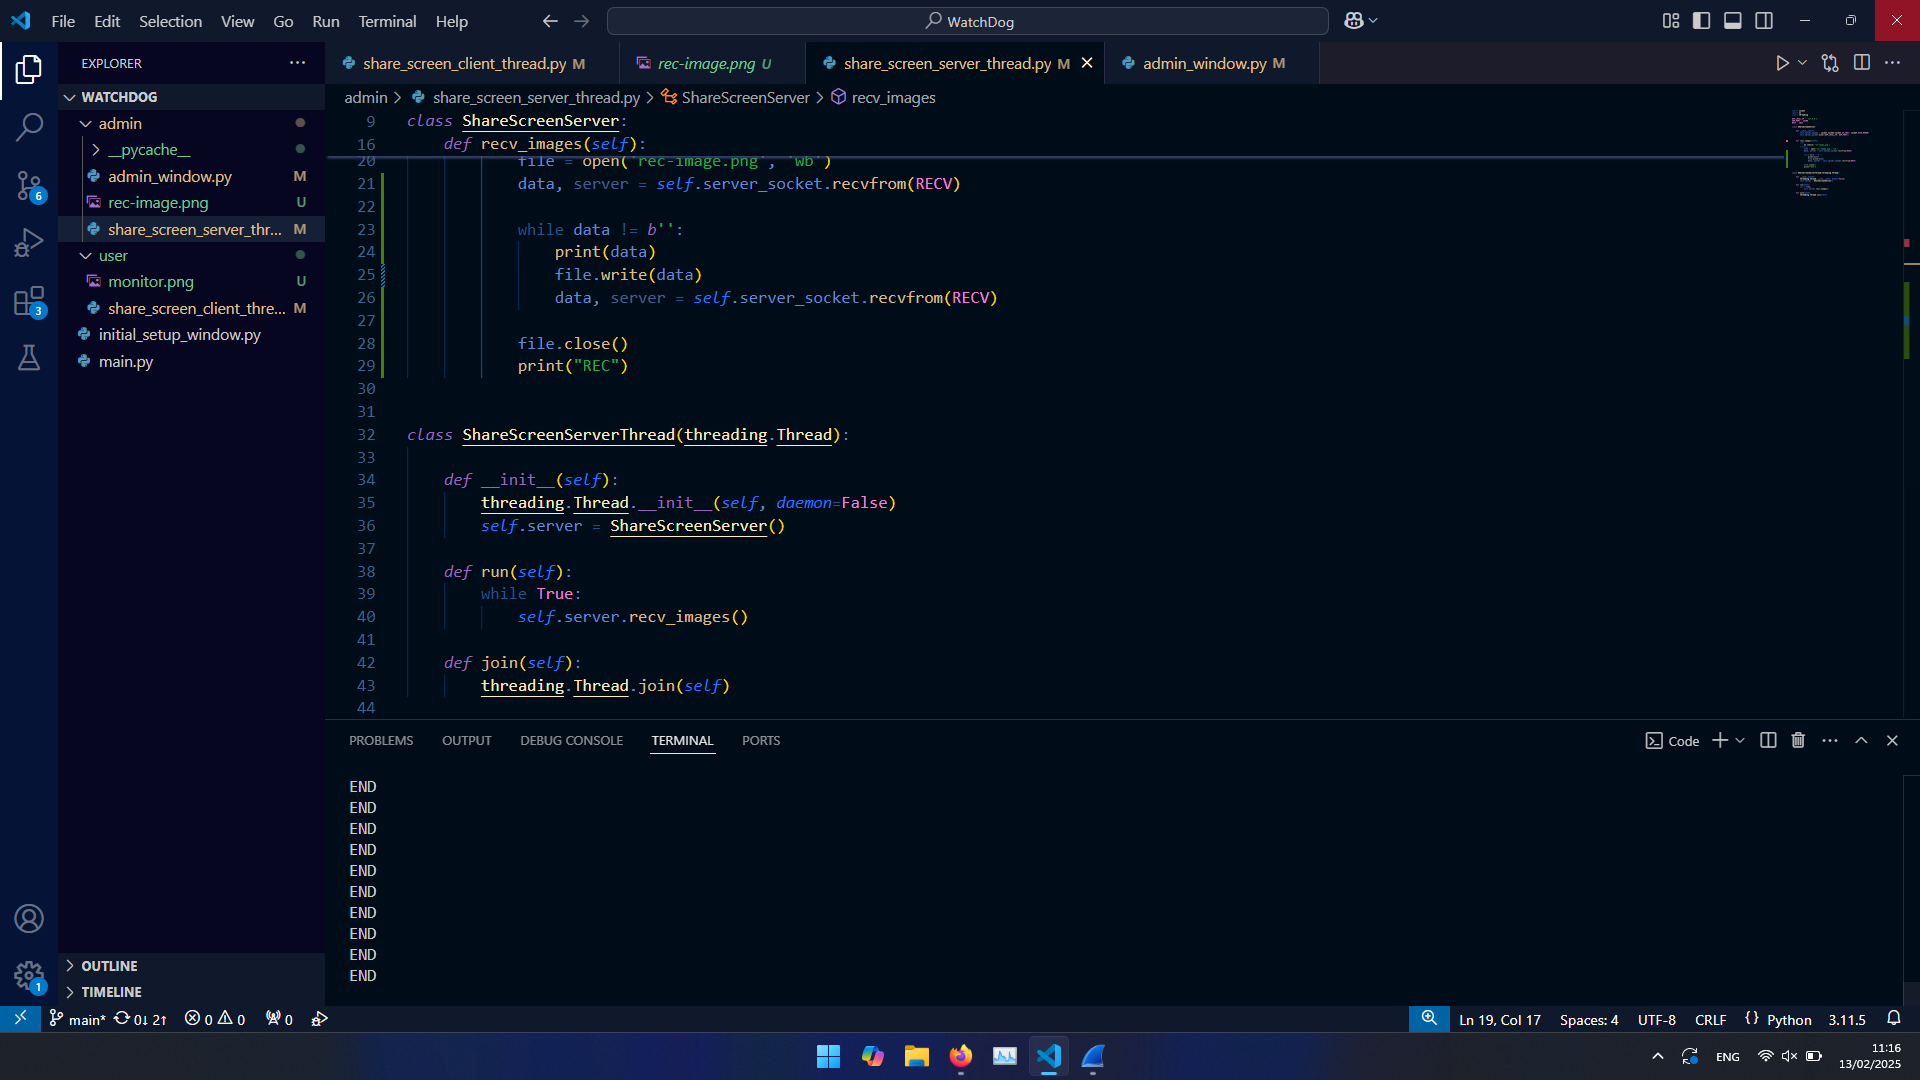 File Edit Selection View Go Run Terminal Help
WatchDog
EXPLORER
WATCHDOG
admin
__pycache__
admin_window.py M
rec-image.png U
share_screen_server_thr... M
user
monitor.png U
share_screen_client_thre... M
initial_setup_window.py
main.py
OUTLINE
TIMELINE
6
3
1
share_screen_client_thread.py M
rec-image.png U
share_screen_server_thread.py M
admin_window.py M
admin > share_screen_server_thread.py > ShareScreenServer > recv_images
9 class ShareScreenServer:
16 def recv_images(self):
20 file = open('rec-image.png', 'wb')
21 data, server = self.server_socket.recvfrom(RECV)
22
23 while data != b'':
24 print(data)
25 file.write(data)
26 data, server = self.server_socket.recvfrom(RECV)
27
28 file.close()
29 print("REC")
30
31
32 class ShareScreenServerThread(threading.Thread):
33
34 def __init__(self):
35 threading.Thread.__init__(self, daemon=False)
36 self.server = ShareScreenServer()
37
38 def run(self):
39 while True:
40 self.server.recv_images()
41
42 def join(self):
43 threading.Thread.join(self)
44
PROBLEMS OUTPUT DEBUG CONSOLE TERMINAL PORTS
Code
END
END
END
END
END
END
END
END
END
END
main* 0↓ 2↑ 0 0 0
Ln 19, Col 17 Spaces: 4 UTF-8 CRLF {} Python 3.11.5
ENG
11:16
13/02/2025